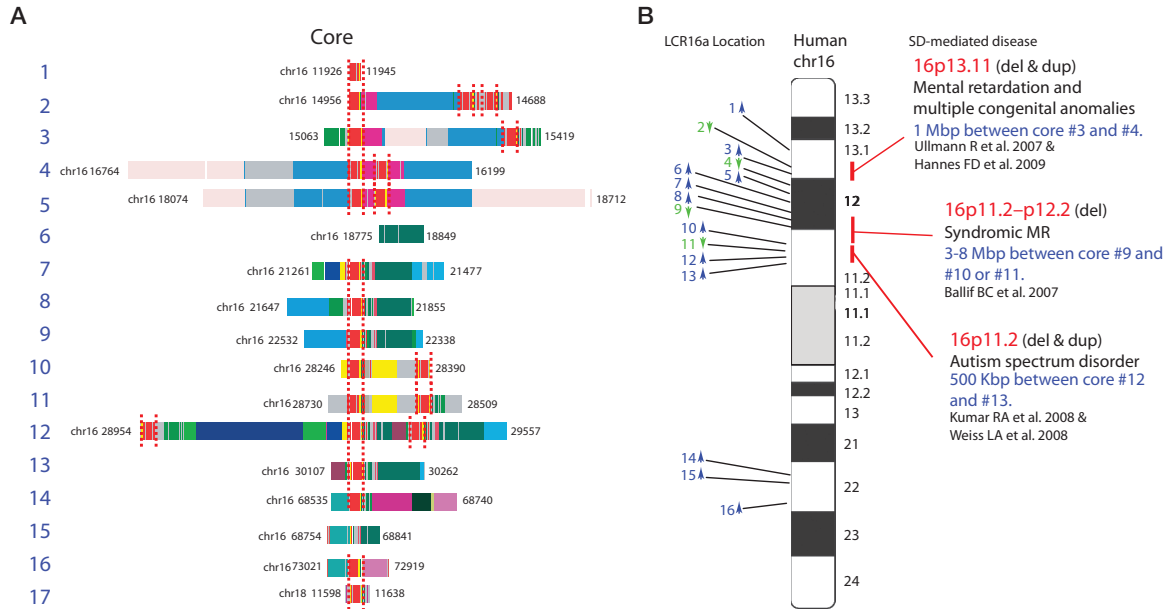 A
Core
1
chr16 11926
11945
2
chr16 14956
14688
3
15063
15419
4
chr16 16764
16199
5
chr16 18074
18712
6
chr16 18775
18849
7
chr16 21261
21477
8
chr16 21647
21855
9
chr16 22532
22338
10
chr16 28246
28390
11
chr16 28730
28509
12
chr16 28954
29557
13
chr16 30107
30262
14
chr16 68535
68740
15
chr16 68754
68841
16
chr16 73021
72919
17
chr18 11598
11638
B
LCR16a Location
Human
chr16
SD-mediated disease
1
2
3
4
5
6
7
8
9
10
11
12
13
14
15
16
13.3
13.2
13.1
12
11.2
11.1
11.1
11.2
12.1
12.2
13
21
22
23
24
16p13.11 (del & dup)
Mental retardation and
multiple congenital anomalies
1 Mbp between core #3 and #4.
Ullmann R et al. 2007 &
Hannes FD et al. 2009
16p11.2–p12.2 (del)
Syndromic MR
3-8 Mbp between core #9 and
#10 or #11.
Ballif BC et al. 2007
16p11.2 (del & dup)
Autism spectrum disorder
500 Kbp between core #12
and #13.
Kumar RA et al. 2008 &
Weiss LA et al. 2008